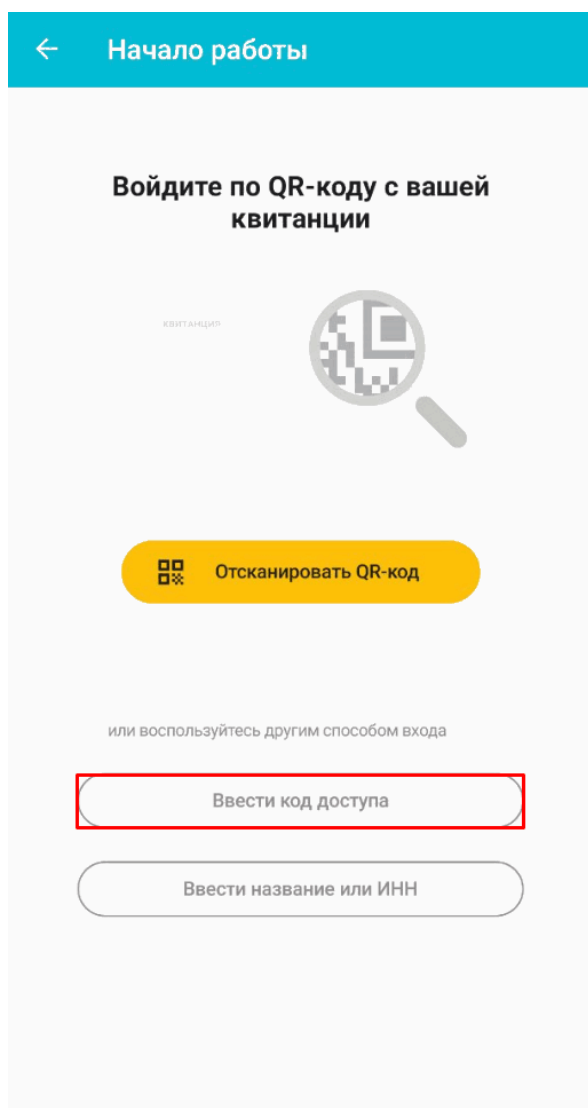 Начало работы
Войдите по QR-коду с вашей
квитанции
КВИТАНЦИЯ
Отсканировать QR-код
или воспользуйтесь другим способом входа
Ввести код доступа
Ввести название или ИНН